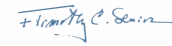 + Timothy C. Senior